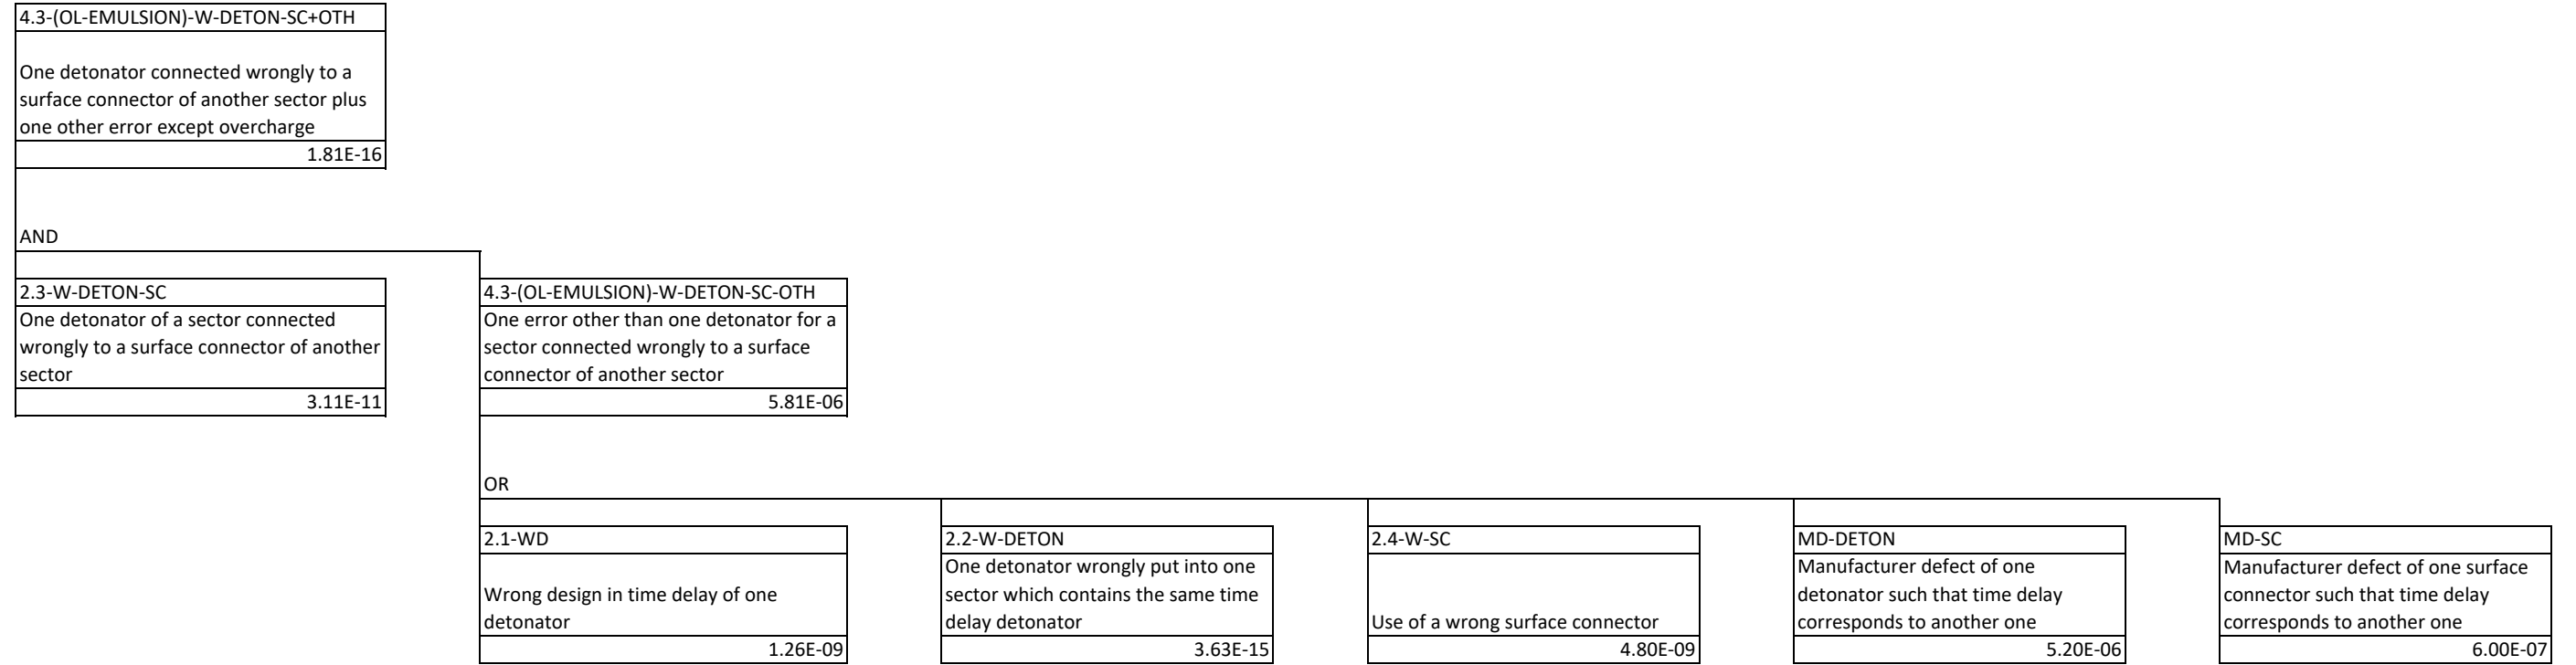 4.3-(OL-EMULSION)-W-DETON-SC+OTH
One detonator connected wrongly to a
surface connector of another sector plus
one other error except overcharge
1.81E-16
AND
2.3-W-DETON-SC
One detonator of a sector connected
wrongly to a surface connector of another
sector
3.11E-11
4.3-(OL-EMULSION)-W-DETON-SC-OTH
One error other than one detonator for a
sector connected wrongly to a surface
connector of another sector
5.81E-06
OR
2.1-WD
Wrong design in time delay of one
detonator
1.26E-09
2.2-W-DETON
One detonator wrongly put into one
sector which contains the same time
delay detonator
3.63E-15
2.4-W-SC
Use of a wrong surface connector
4.80E-09
MD-DETON
Manufacturer defect of one
detonator such that time delay
corresponds to another one
5.20E-06
MD-SC
Manufacturer defect of one surface
connector such that time delay
corresponds to another one
6.00E-07